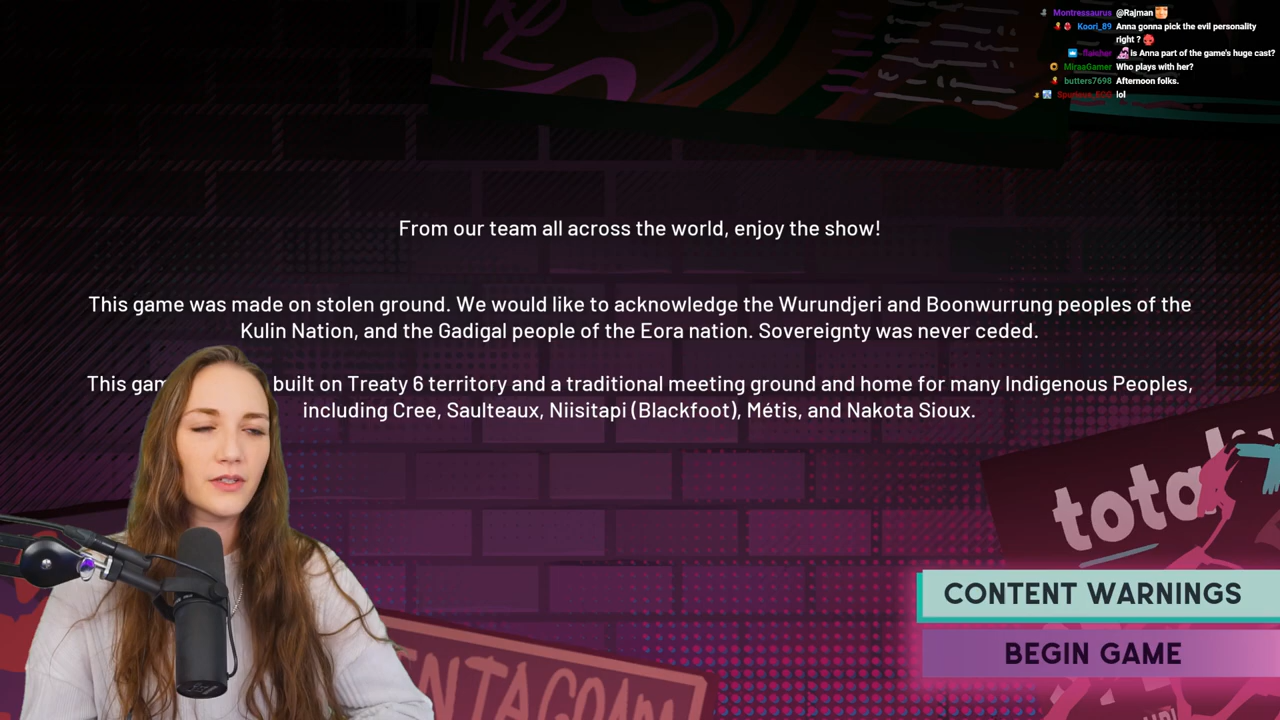 Montressaurus @Rajman
Koori_89 Anna gonna pick the evil personality
right ?
is Anna part of the game's huge cast?
MiraaGamer Who plays with her?
butters7698 Afternoon folks.
lol
From our team all across the world, enjoy the show!
This game was made on stolen ground. We would like to acknowledge the Wurundjeri and Boonwurrung peoples of the
Kulin Nation, and the Gadigal people of the Eora nation. Sovereignty was never ceded.
This built on Treaty 6 territory and a traditional meeting ground and home for many Indigenous Peoples,
including Cree, Saulteaux, Niisitapi (Blackfoot), Métis, and Nakota Sioux.
CONTENT WARNINGS
BEGIN GAME